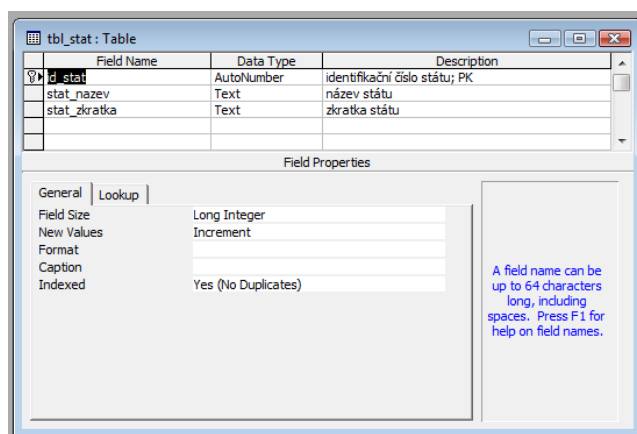 tbl_stat : Table
Field Name Data Type Description
id_stat AutoNumber identifikační číslo státu; PK
stat_nazev Text název státu
stat_zkratka Text zkratka státu
Field Properties
General Lookup
Field Size Long Integer
New Values Increment
Format
Caption
Indexed Yes (No Duplicates)
A field name can be
up to 64 characters
long, including
spaces. Press F1 for
help on field names.